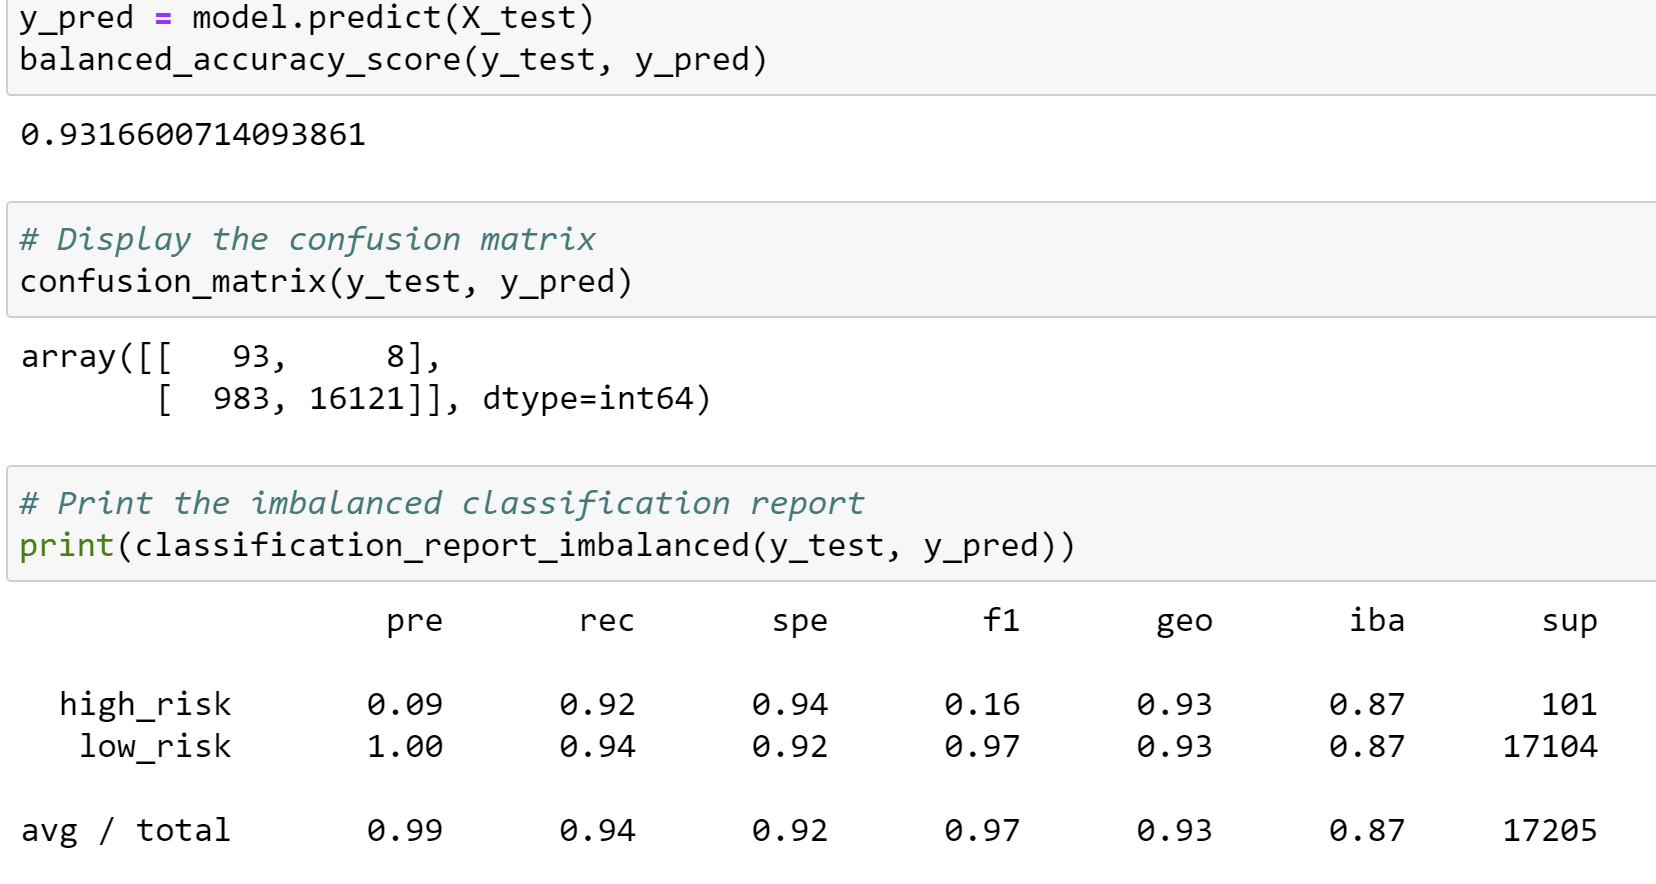 y_pred = model.predict(X_test)
balanced_accuracy_score(y_test, y_pred)
0.9316600714093861
# Display the confusion matrix
confusion_matrix(y_test, y_pred)
array([[   93,     8],
       [  983, 16121]], dtype=int64)
# Print the imbalanced classification report
print(classification_report_imbalanced(y_test, y_pred))
pre rec spe f1 geo iba sup
high_risk 0.09 0.92 0.94 0.16 0.93 0.87 101
low_risk 1.00 0.94 0.92 0.97 0.93 0.87 17104
avg / total 0.99 0.94 0.92 0.97 0.93 0.87 17205